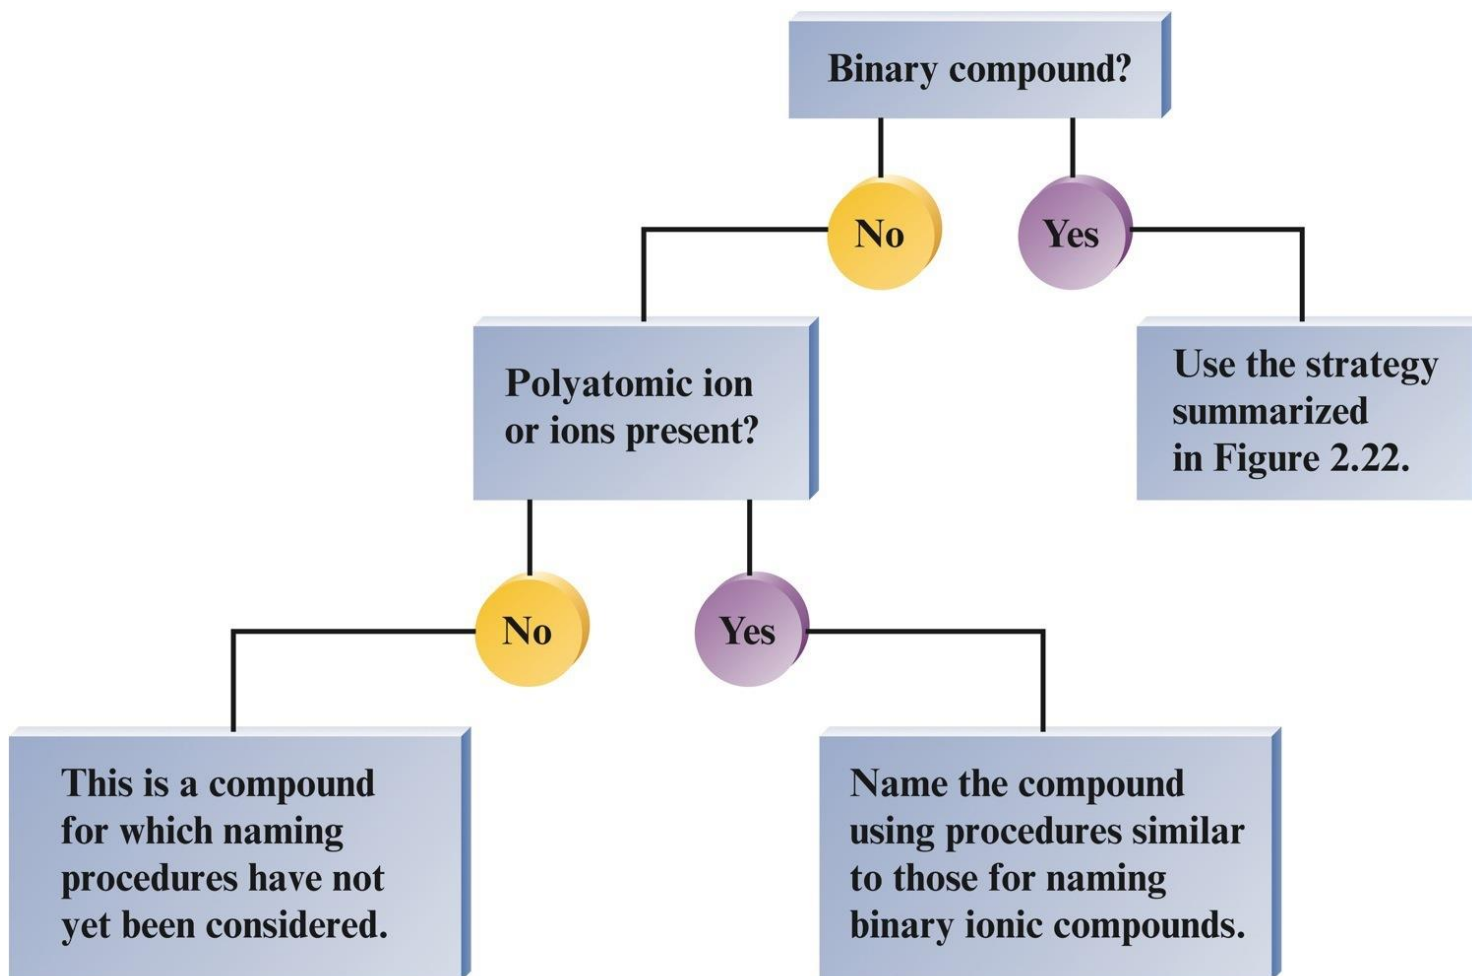 Binary compound?
No
Yes
Polyatomic ion
or ions present?
Use the strategy
summarized
in Figure 2.22.
No
Yes
This is a compound
for which naming
procedures have not
yet been considered.
Name the compound
using procedures similar
to those for naming
binary ionic compounds.